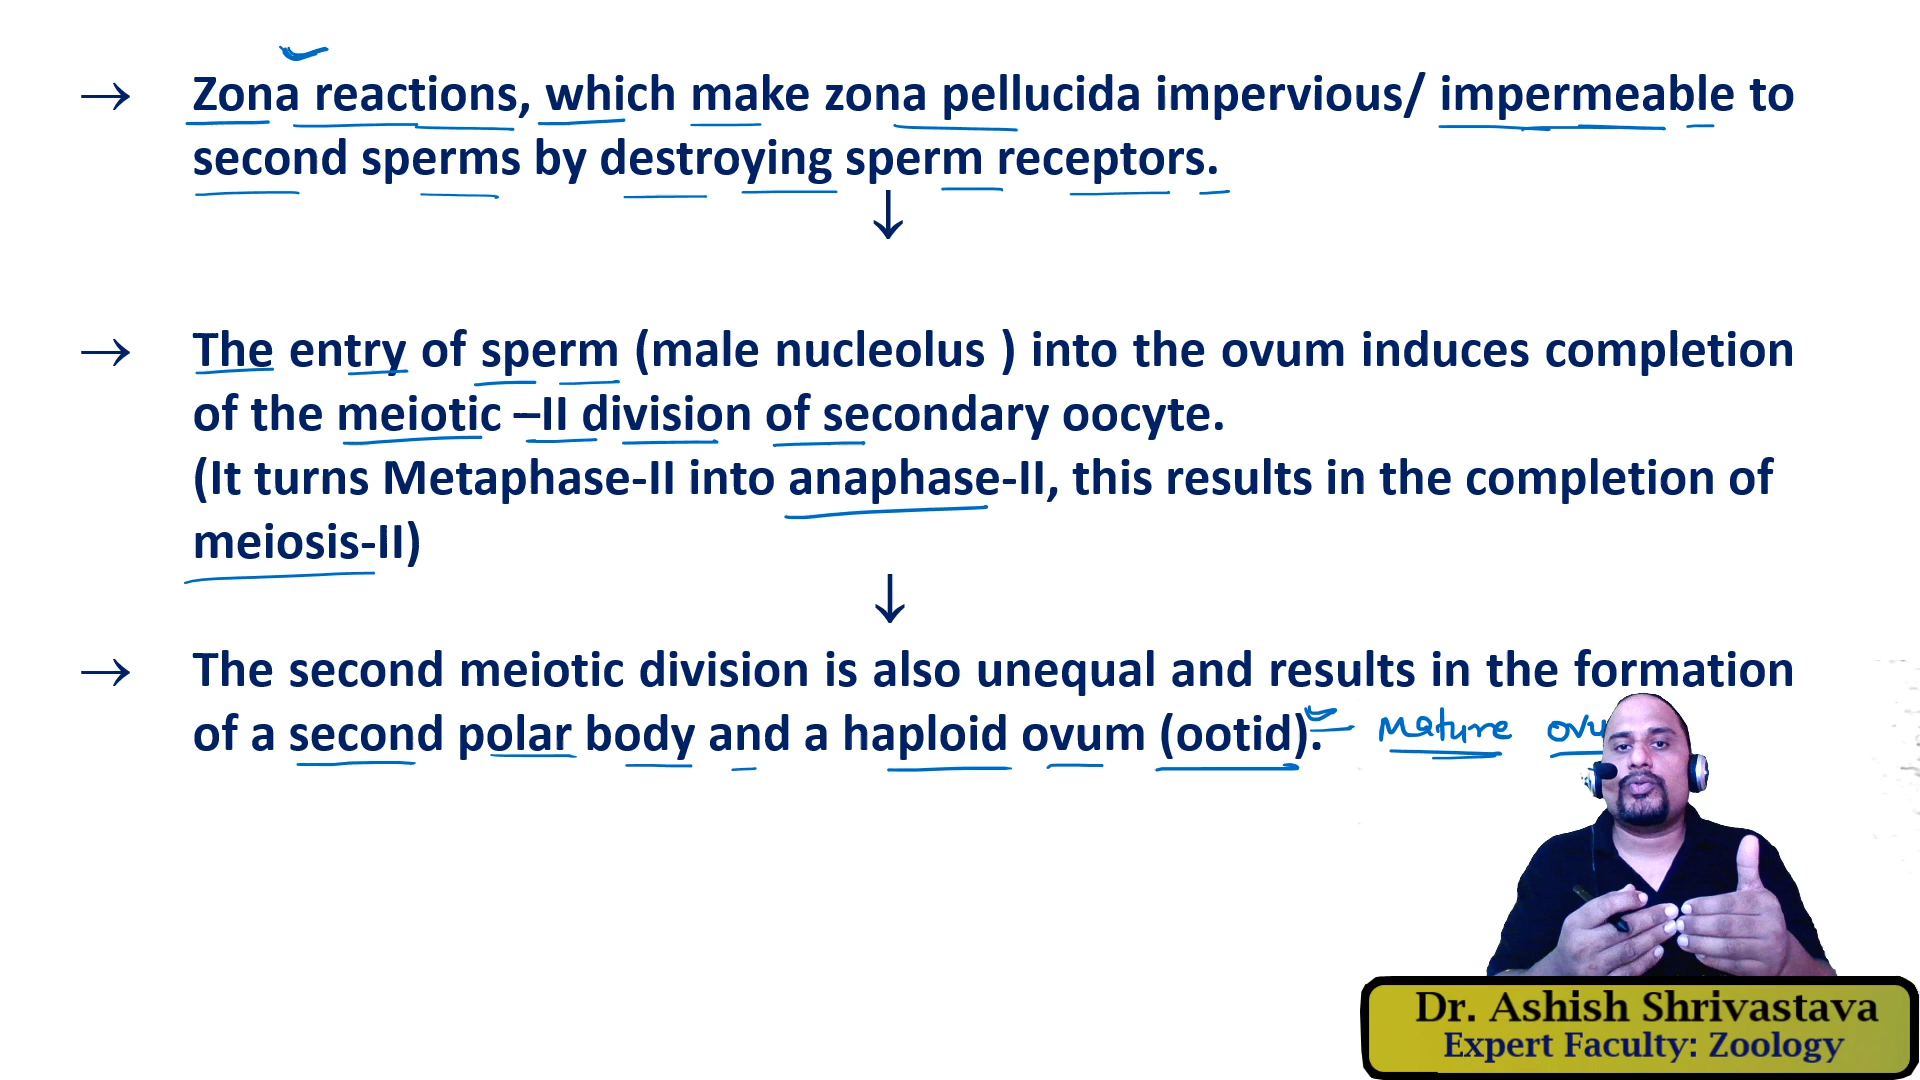 → Zona reactions, which make zona pellucida impervious/ impermeable to
second sperms by destroying sperm receptors.
↓
→ The entry of sperm (male nucleolus ) into the ovum induces completion
of the meiotic –II division of secondary oocyte.
(It turns Metaphase-II into anaphase-II, this results in the completion of
meiosis-II)
↓
→ The second meiotic division is also unequal and results in the formation
of a second polar body and a haploid ovum (ootid). Mature
Dr. Ashish Shrivastava
Expert Faculty: Zoology